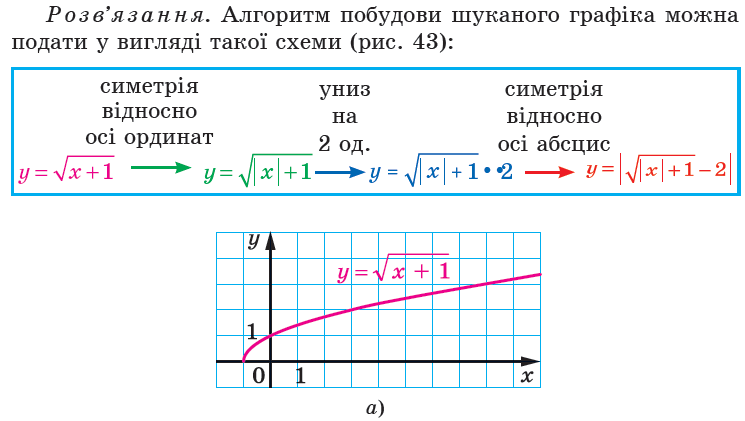 Розв’язання. Алгоритм побудови шуканого графіка можна
подати у вигляді такої схеми (рис. 43):
симетрія відносно осі ординат
униз на 2 од.
симетрія відносно осі абсцис
y = √(x+1) → y = √(|x|+1) → y = √(|x|+1) • •2 → y = |√(|x|+1) − 2|
y
y = √(x + 1)
1
0 1 x
а)